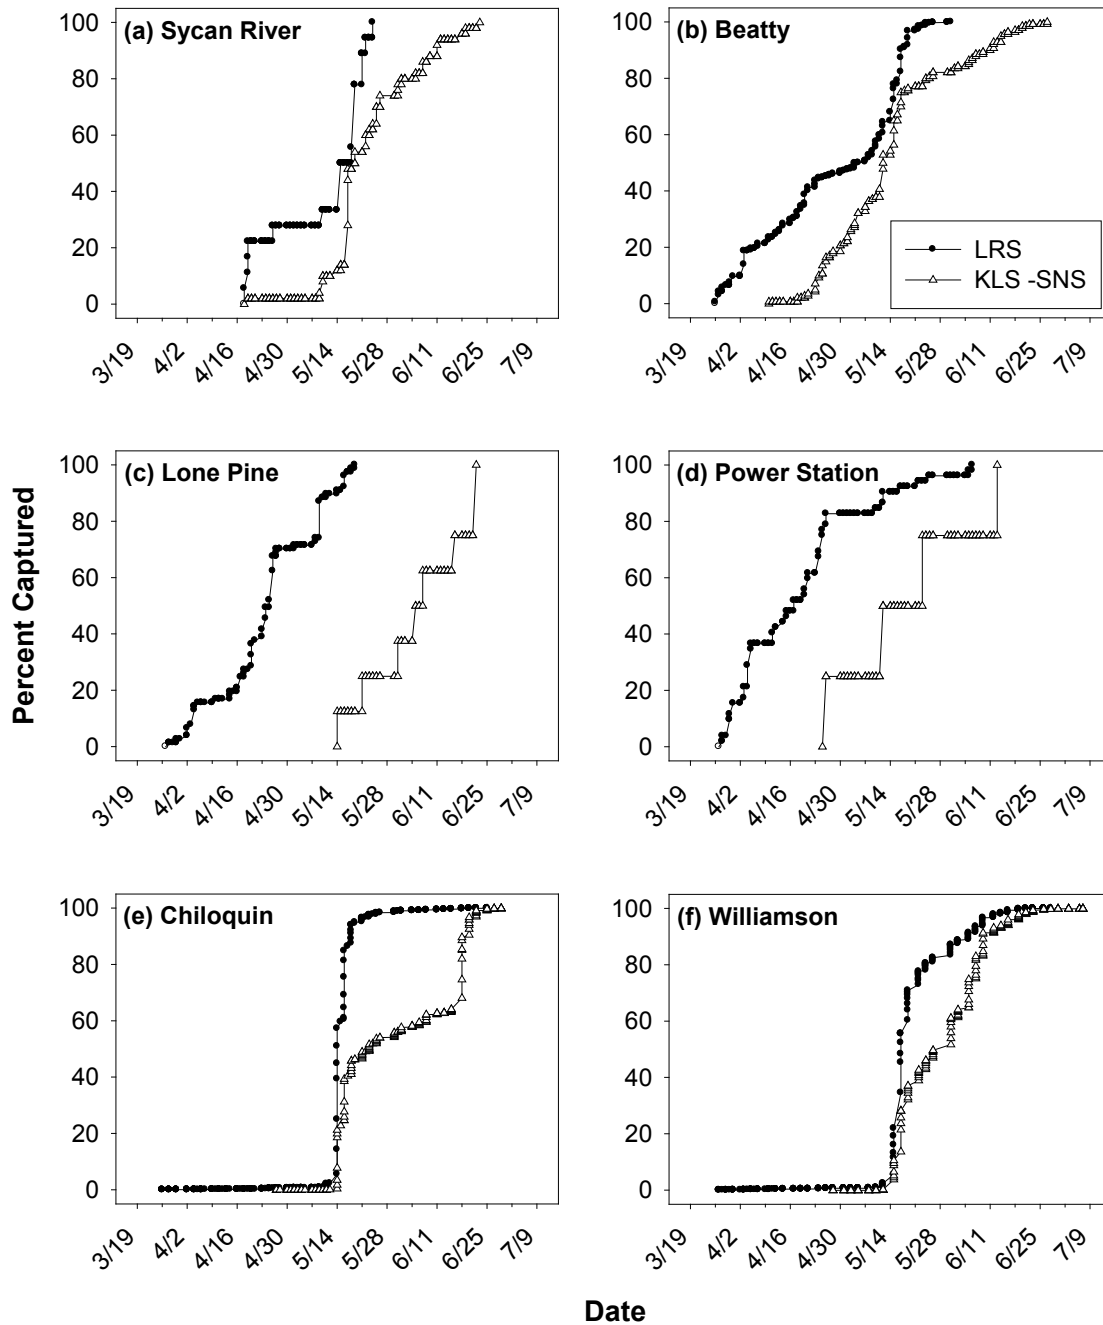 (a) Sycan River
100
80
60
40
20
0
3/19 4/2 4/16 4/30 5/14 5/28 6/11 6/25 7/9
(b) Beatty
100
80
60
40
20
0
LRS
KLS -SNS
3/19 4/2 4/16 4/30 5/14 5/28 6/11 6/25 7/9
Percent Captured
(c) Lone Pine
100
80
60
40
20
0
3/19 4/2 4/16 4/30 5/14 5/28 6/11 6/25 7/9
(d) Power Station
100
80
60
40
20
0
3/19 4/2 4/16 4/30 5/14 5/28 6/11 6/25 7/9
(e) Chiloquin
100
80
60
40
20
0
3/19 4/2 4/16 4/30 5/14 5/28 6/11 6/25 7/9
(f) Williamson
100
80
60
40
20
0
3/19 4/2 4/16 4/30 5/14 5/28 6/11 6/25 7/9
Date